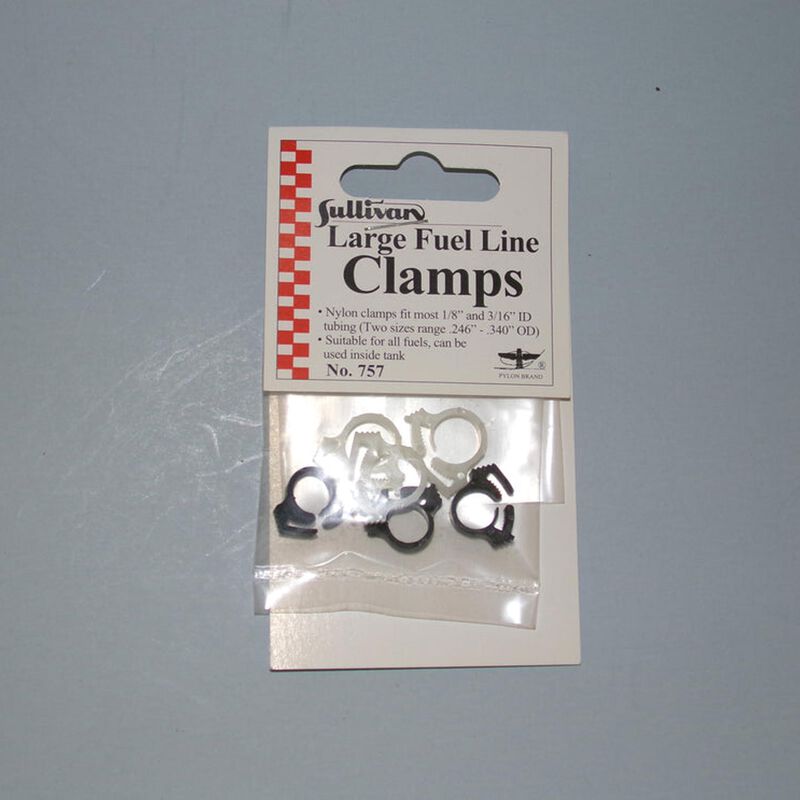 Sullivan
Large Fuel Line
Clamps
• Nylon clamps fit most 1/8" and 3/16" ID
tubing (Two sizes range .246" - .340" OD)
• Suitable for all fuels, can be
used inside tank
No. 757
®
PYLON BRAND